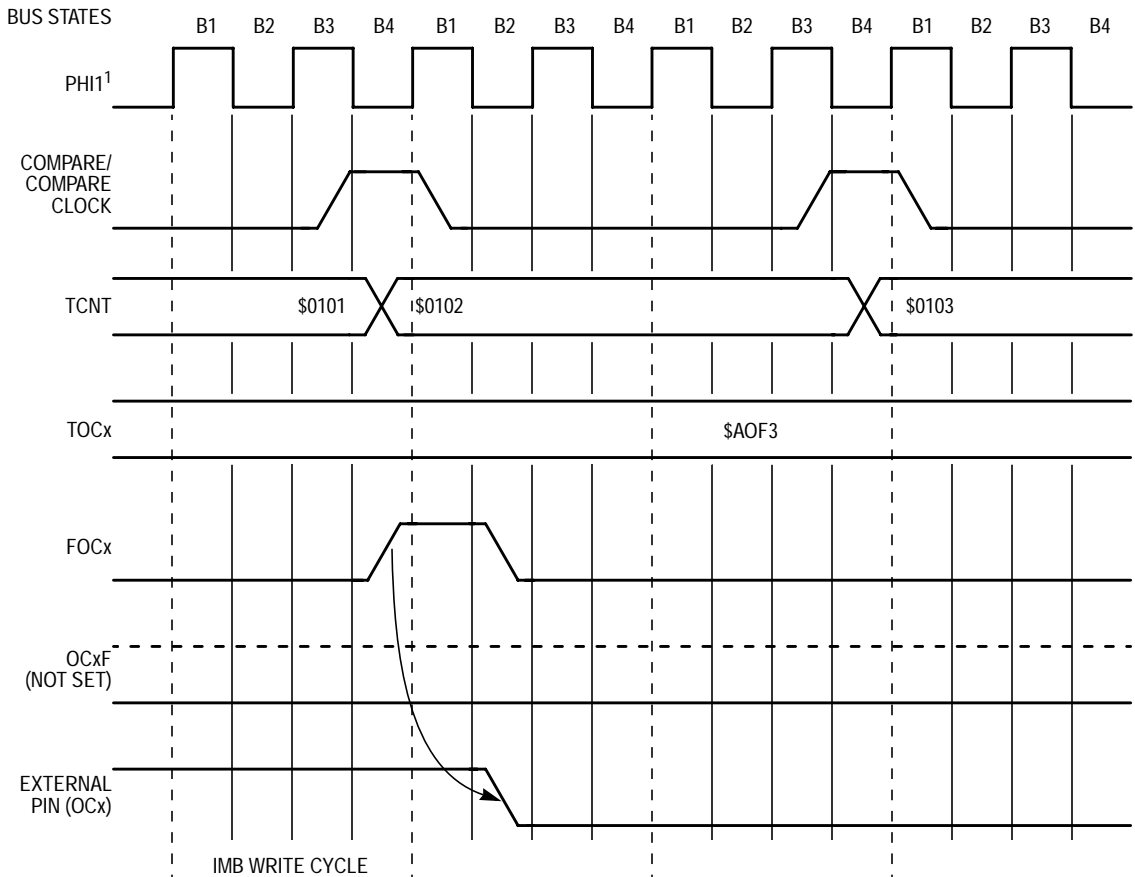 BUS STATES
B1 B2 B3 B4 B1 B2 B3 B4 B1 B2 B3 B4 B1 B2 B3 B4
PHI1¹
COMPARE/
COMPARE
CLOCK
TCNT
$0101 $0102 $0103
TOCx
$AOF3
FOCx
OCxF
(NOT SET)
EXTERNAL
PIN (OCx)
IMB WRITE CYCLE